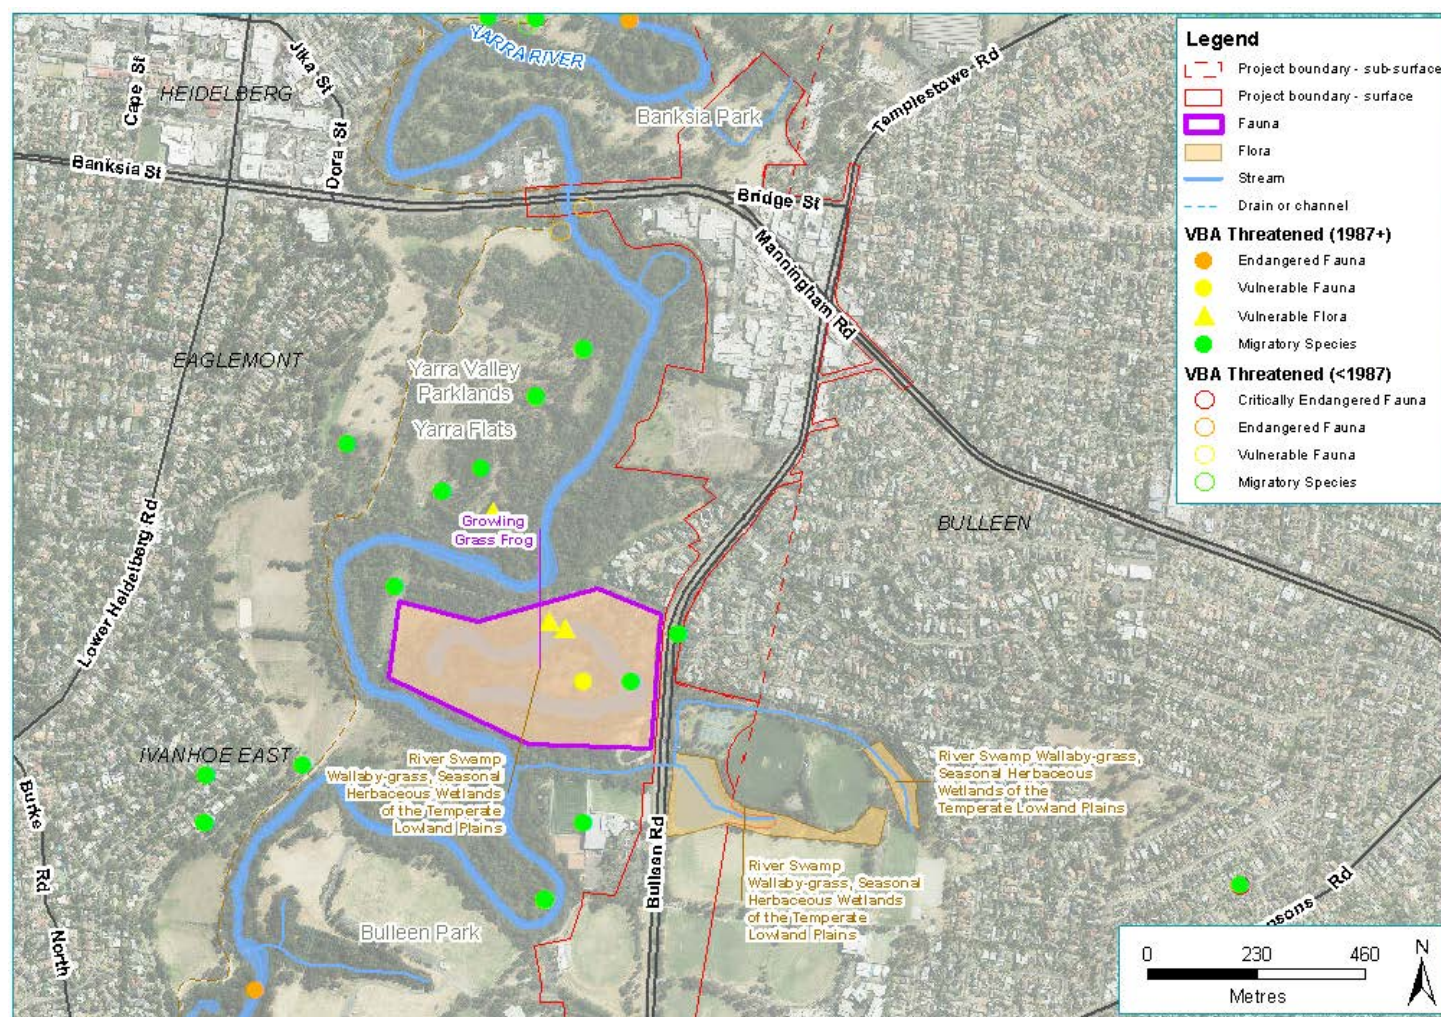 YARRA RIVER
Jika St
Cape St
HEIDELBERG
Dora St
Banksia St
Banksia Park
Templestowe Rd
Bridge St
Manningham Rd
EAGLEMONT
Yarra Valley
Parklands
Yarra Flats
Growling
Grass Frog
BULLEEN
Lower Heidelberg Rd
IVANHOE EAST
River Swamp
Wallaby-grass, Seasonal
Herbaceous Wetlands
of the Temperate
Lowland Plains
River Swamp Wallaby-grass,
Seasonal Herbaceous
Wetlands of the
Temperate Lowland Plains
River Swamp
Wallaby-grass, Seasonal
Herbaceous Wetlands
of the Temperate
Lowland Plains
Bulleen Rd
Burke Rd North
Bulleen Park
nsons Rd
Legend
Project boundary - sub-surface
Project boundary - surface
Fauna
Flora
Stream
Drain or channel
VBA Threatened (1987+)
Endangered Fauna
Vulnerable Fauna
Vulnerable Flora
Migratory Species
VBA Threatened (<1987)
Critically Endangered Fauna
Endangered Fauna
Vulnerable Fauna
Migratory Species
0 230 460
Metres
N